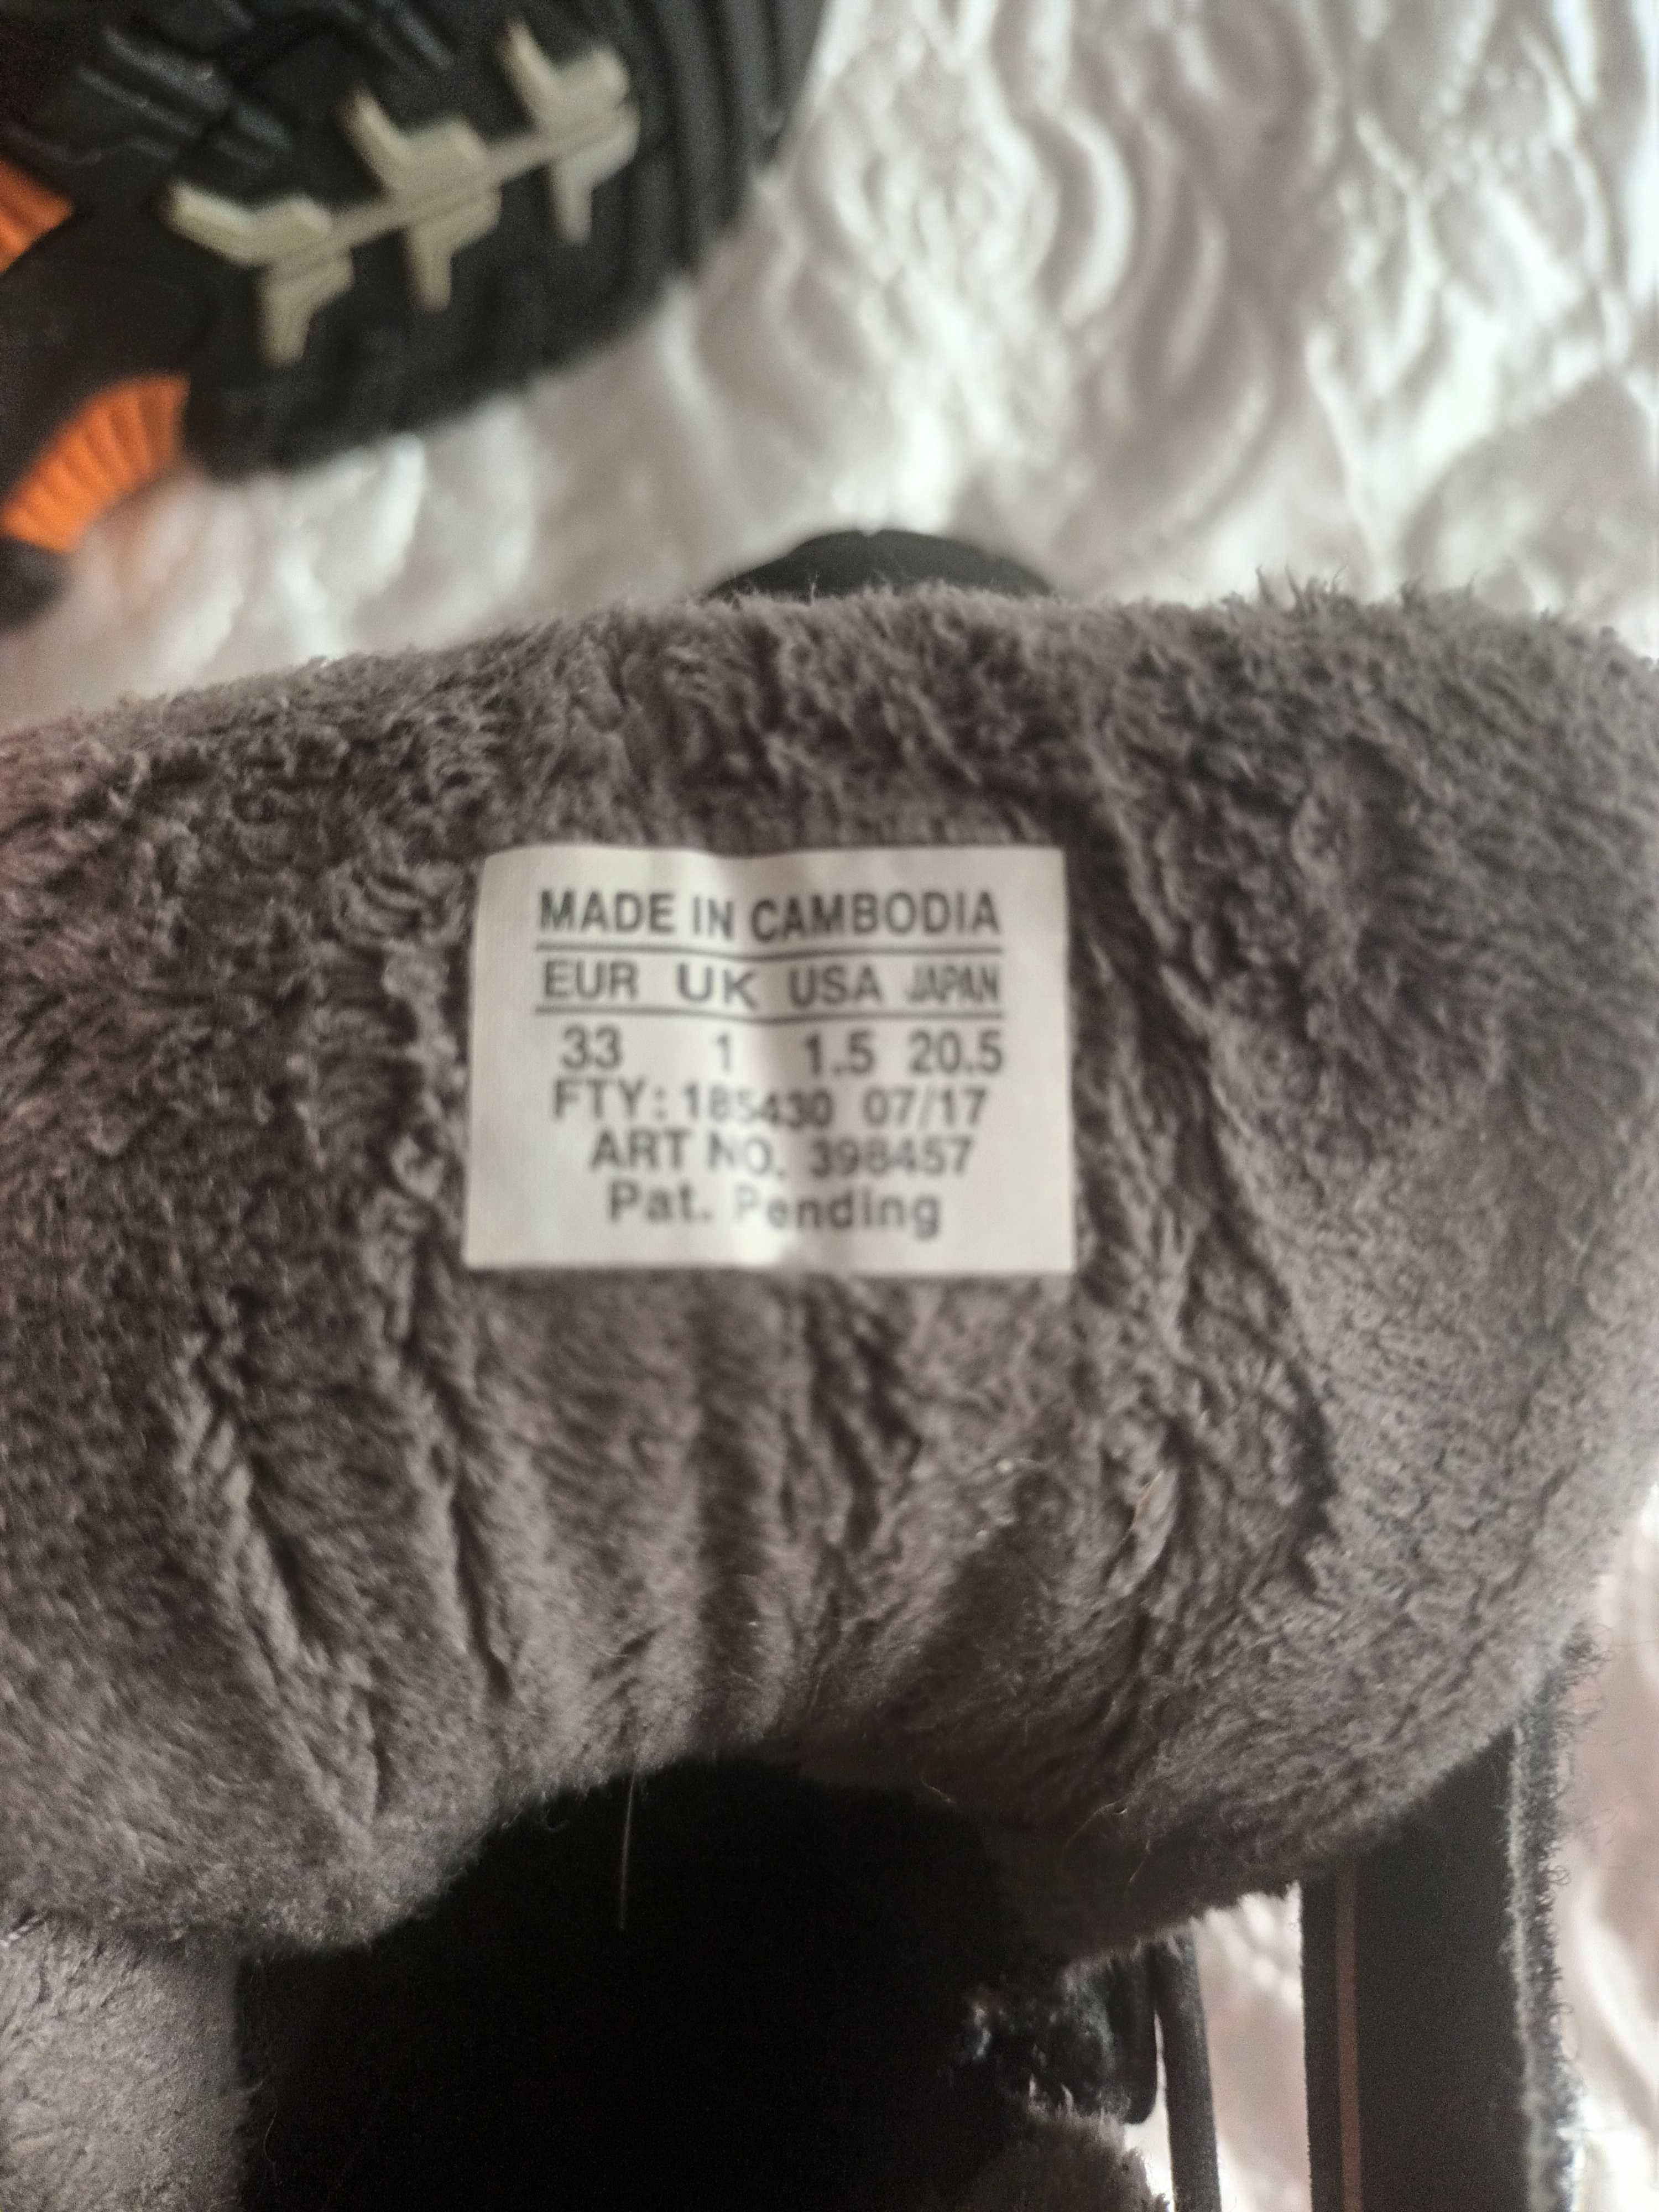 MADE IN CAMBODIA
EUR UK USA JAPAN
33 1 1.5 20.5
FTY: 185430 07/17
ART NO. 398457
Pat. Pending